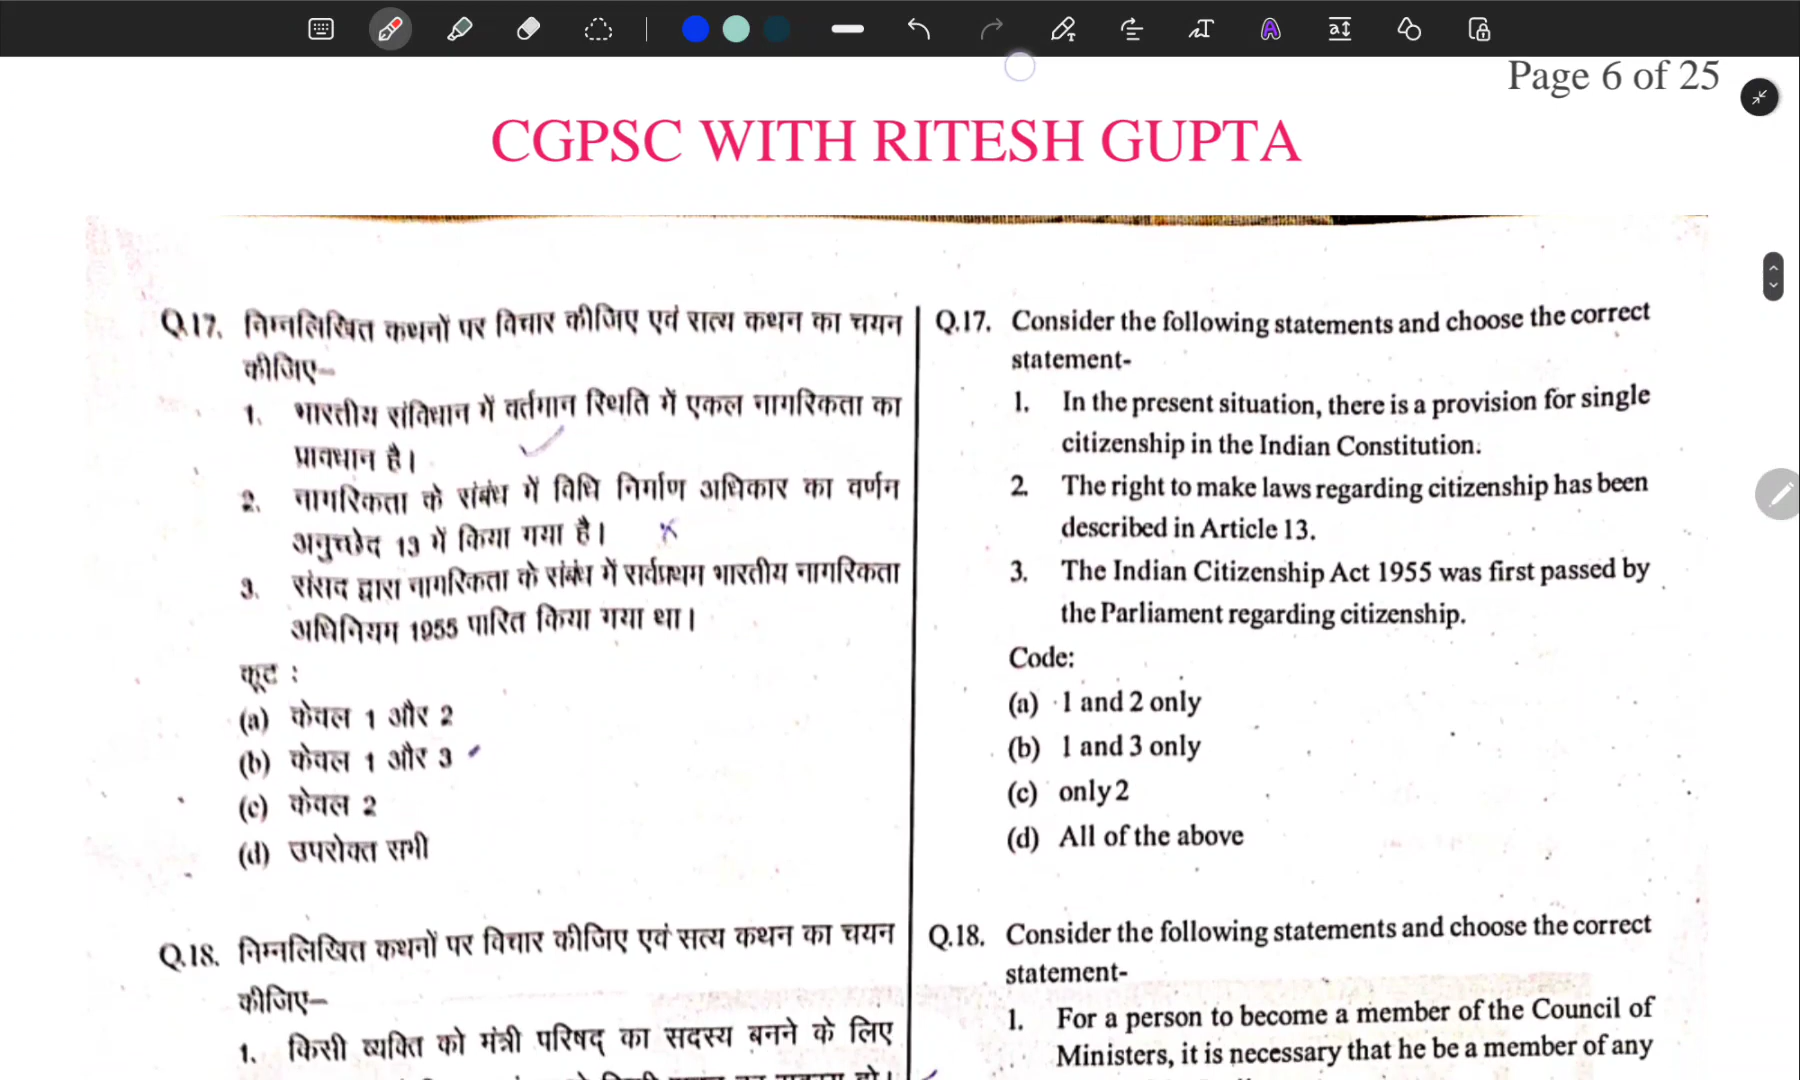 Page 6 of 25
CGPSC WITH RITESH GUPTA
Q.17. निम्नलिखित कथनों पर विचार कीजिए एवं सत्य कथन का चयन
कीजिए–
1. भारतीय संविधान में वर्तमान स्थिति में एकल नागरिकता का
प्रावधान है।
2. नागरिकता के संबंध में विधि निर्माण अधिकार का वर्णन
अनुच्छेद 13 में किया गया है।
3. संसद द्वारा नागरिकता के संबंध में सर्वप्रथम भारतीय नागरिकता
अधिनियम 1955 पारित किया गया था।
कूट :
(a) केवल 1 और 2
(b) केवल 1 और 3
(c) केवल 2
(d) उपरोक्त सभी
Q.18. निम्नलिखित कथनों पर विचार कीजिए एवं सत्य कथन का चयन
कीजिए–
1. किसी व्यक्ति को मंत्री परिषद् का सदस्य बनने के लिए
Q.17. Consider the following statements and choose the correct
statement-
1. In the present situation, there is a provision for single
citizenship in the Indian Constitution.
2. The right to make laws regarding citizenship has been
described in Article 13.
3. The Indian Citizenship Act 1955 was first passed by
the Parliament regarding citizenship.
Code:
(a) 1 and 2 only
(b) 1 and 3 only
(c) only 2
(d) All of the above
Q.18. Consider the following statements and choose the correct
statement-
1. For a person to become a member of the Council of
Ministers, it is necessary that he be a member of any